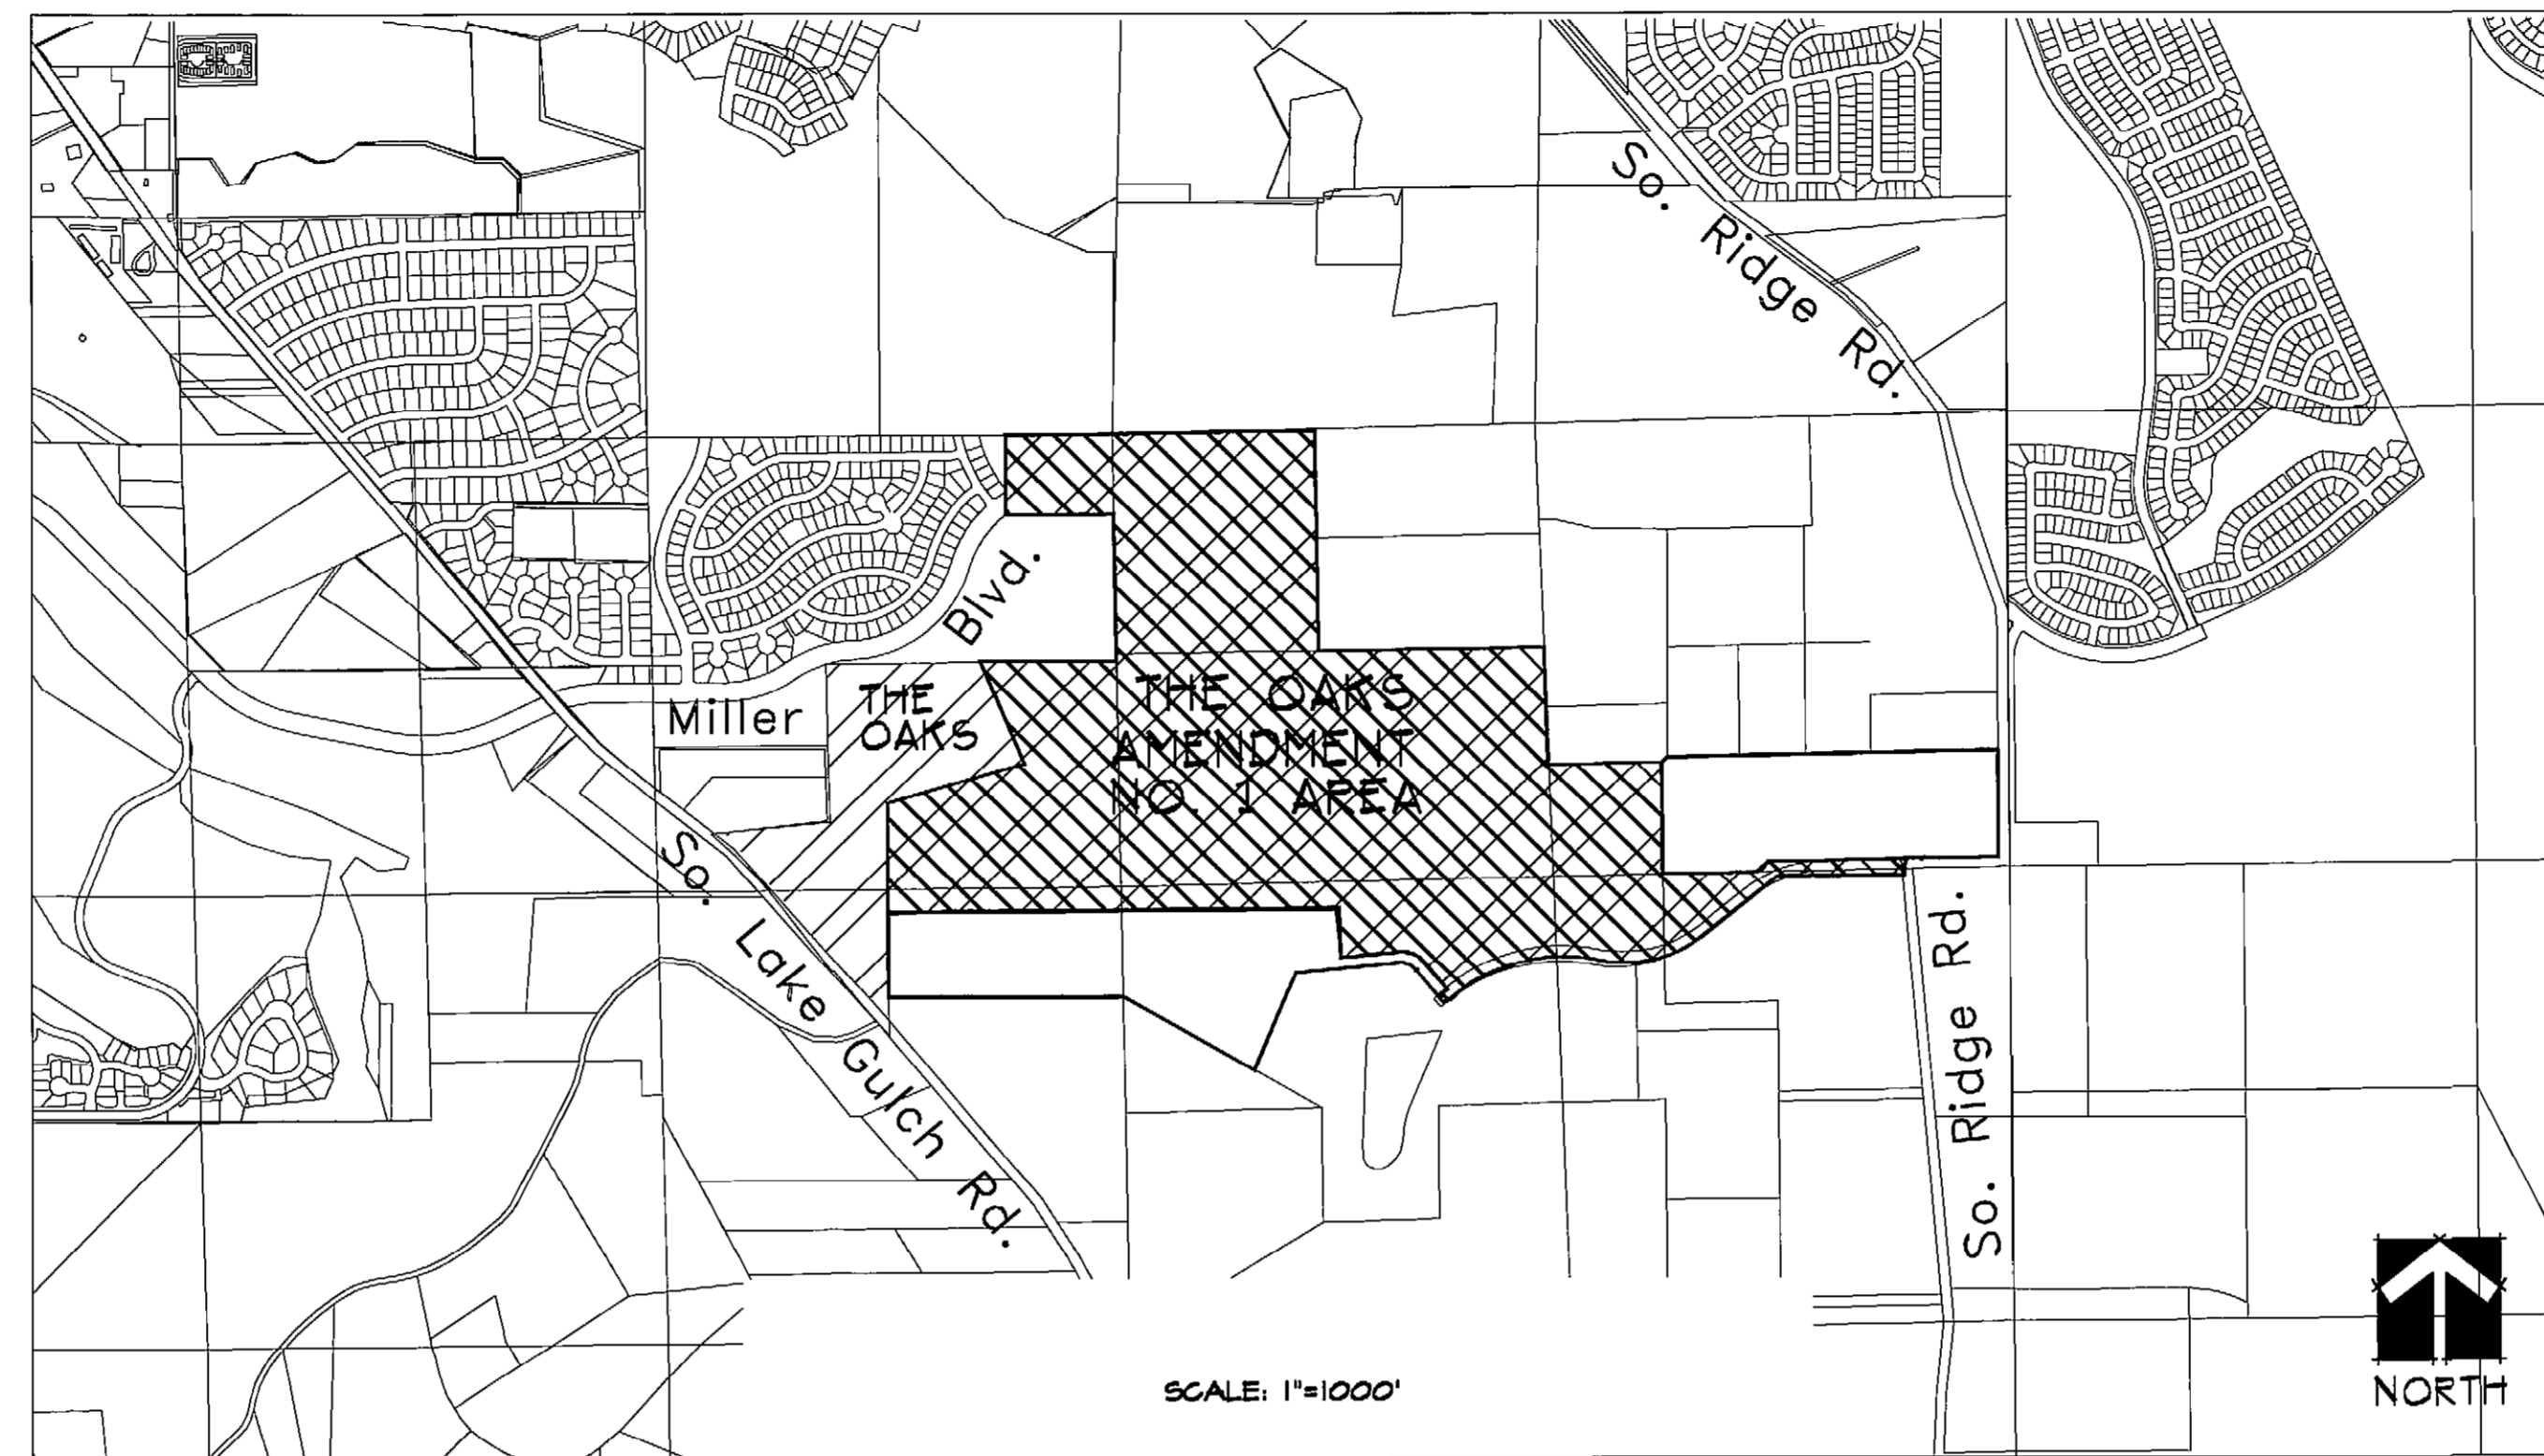 So. Ridge Rd.
Miller Blvd.
THE
OAKS
THE OAKS
AMENDMENT
NO. 1 AREA
So. Lake Gulch Rd.
So. Ridge Rd.
SCALE: 1"=1000'
NORTH